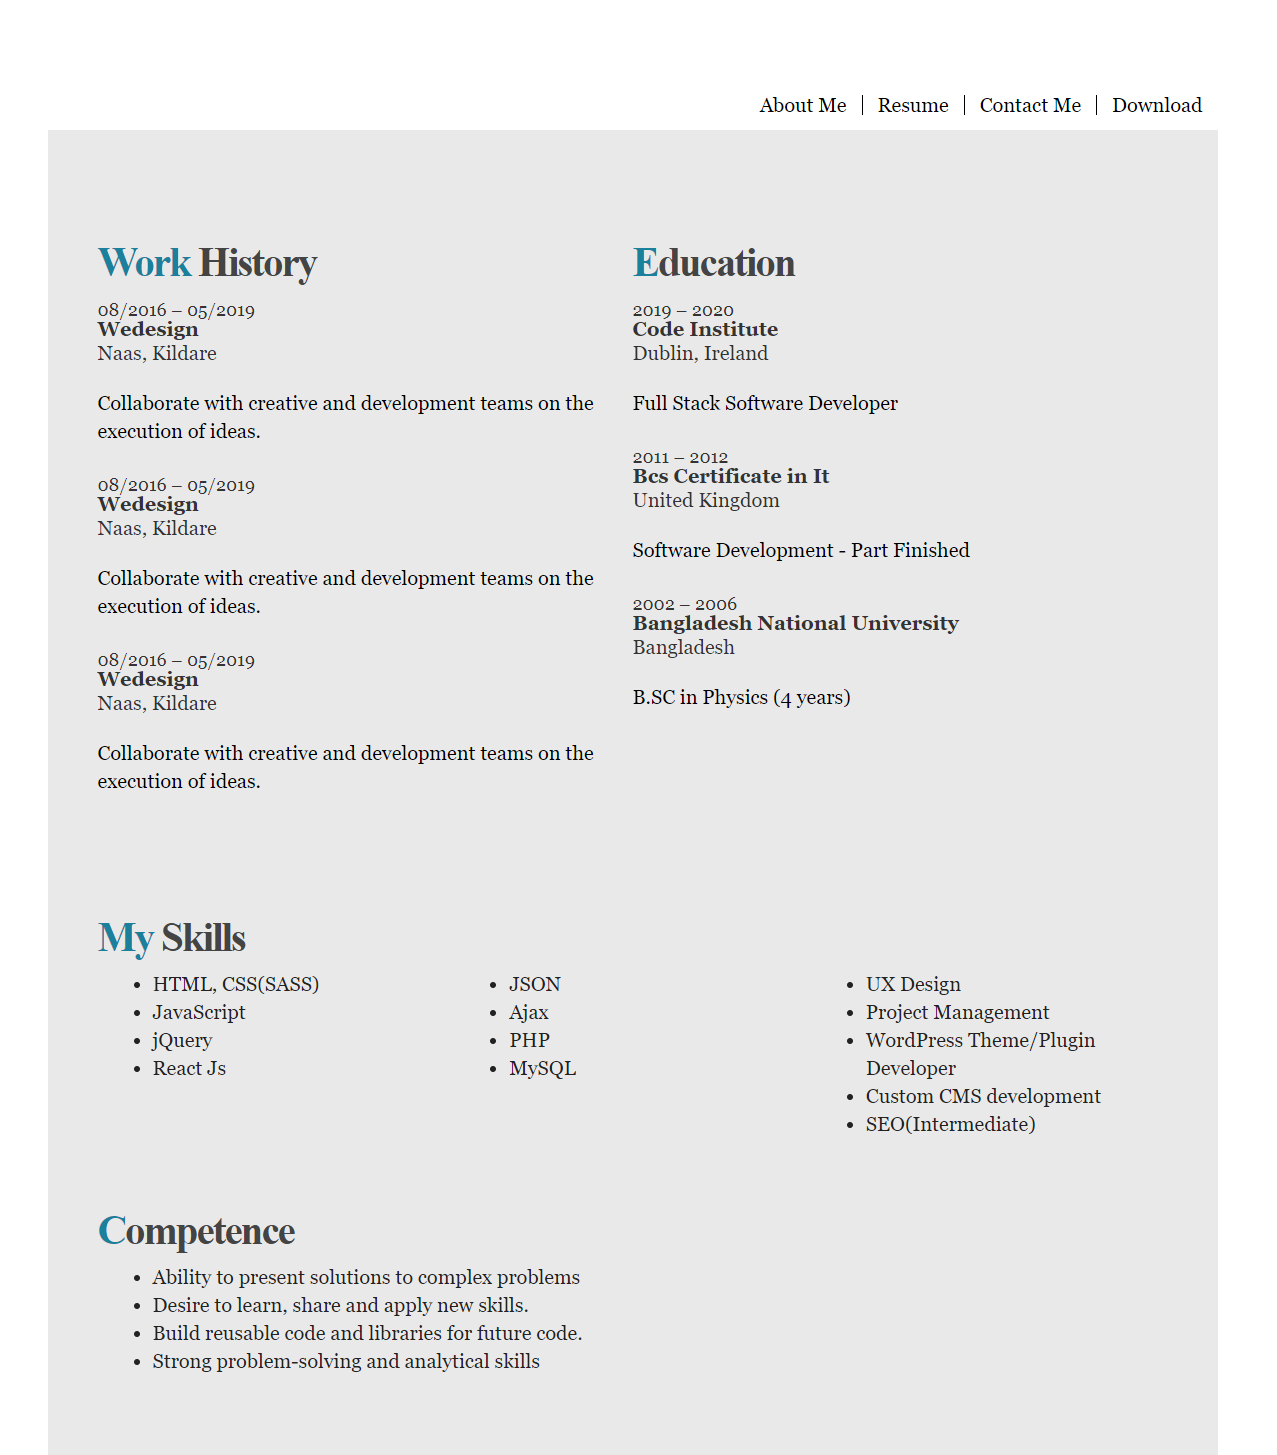 About Me | Resume | Contact Me | Download
Work History
08/2016 – 05/2019
Wedesign
Naas, Kildare
Collaborate with creative and development teams on the
execution of ideas.
08/2016 – 05/2019
Wedesign
Naas, Kildare
Collaborate with creative and development teams on the
execution of ideas.
08/2016 – 05/2019
Wedesign
Naas, Kildare
Collaborate with creative and development teams on the
execution of ideas.
Education
2019 – 2020
Code Institute
Dublin, Ireland
Full Stack Software Developer
2011 – 2012
Bcs Certificate in It
United Kingdom
Software Development - Part Finished
2002 – 2006
Bangladesh National University
Bangladesh
B.SC in Physics (4 years)
My Skills
• HTML, CSS(SASS)
• JavaScript
• jQuery
• React Js
• JSON
• Ajax
• PHP
• MySQL
• UX Design
• Project Management
• WordPress Theme/Plugin
Developer
• Custom CMS development
• SEO(Intermediate)
Competence
• Ability to present solutions to complex problems
• Desire to learn, share and apply new skills.
• Build reusable code and libraries for future code.
• Strong problem-solving and analytical skills